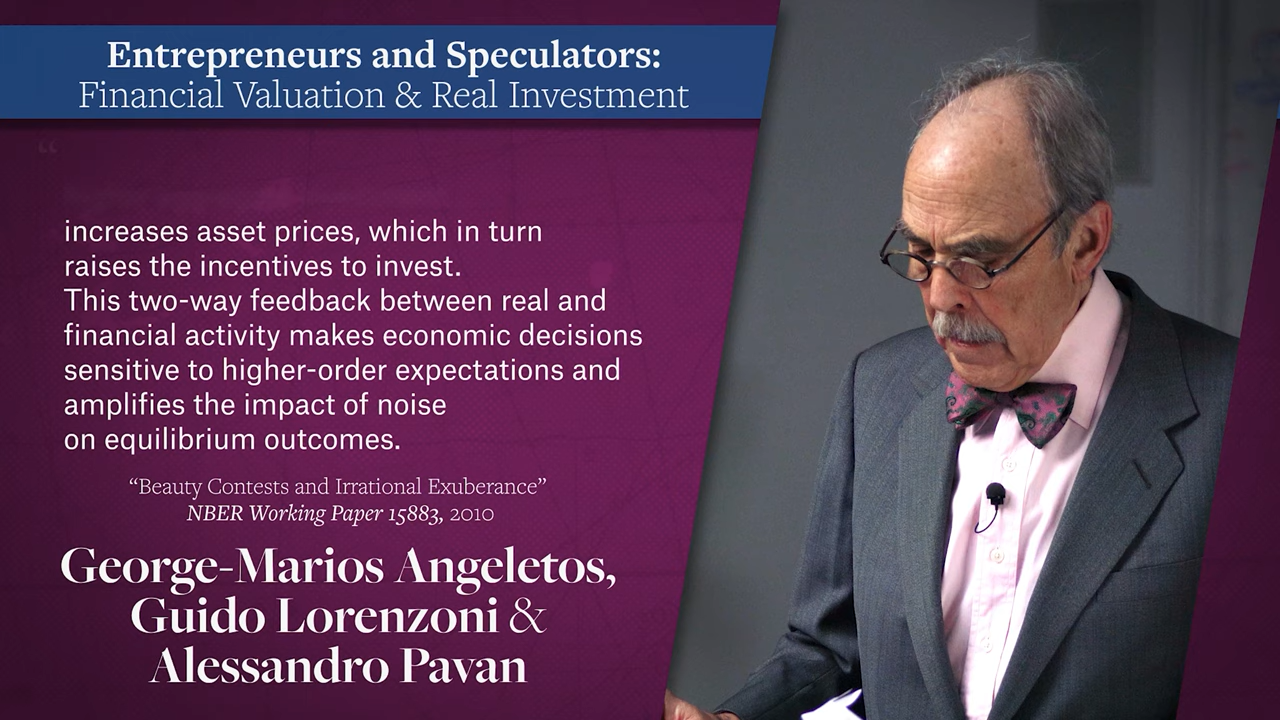 Entrepreneurs and Speculators:
Financial Valuation & Real Investment
“
increases asset prices, which in turn
raises the incentives to invest.
This two-way feedback between real and
financial activity makes economic decisions
sensitive to higher-order expectations and
amplifies the impact of noise
on equilibrium outcomes.
“Beauty Contests and Irrational Exuberance”
NBER Working Paper 15883, 2010
George-Marios Angeletos,
Guido Lorenzoni &
Alessandro Pavan